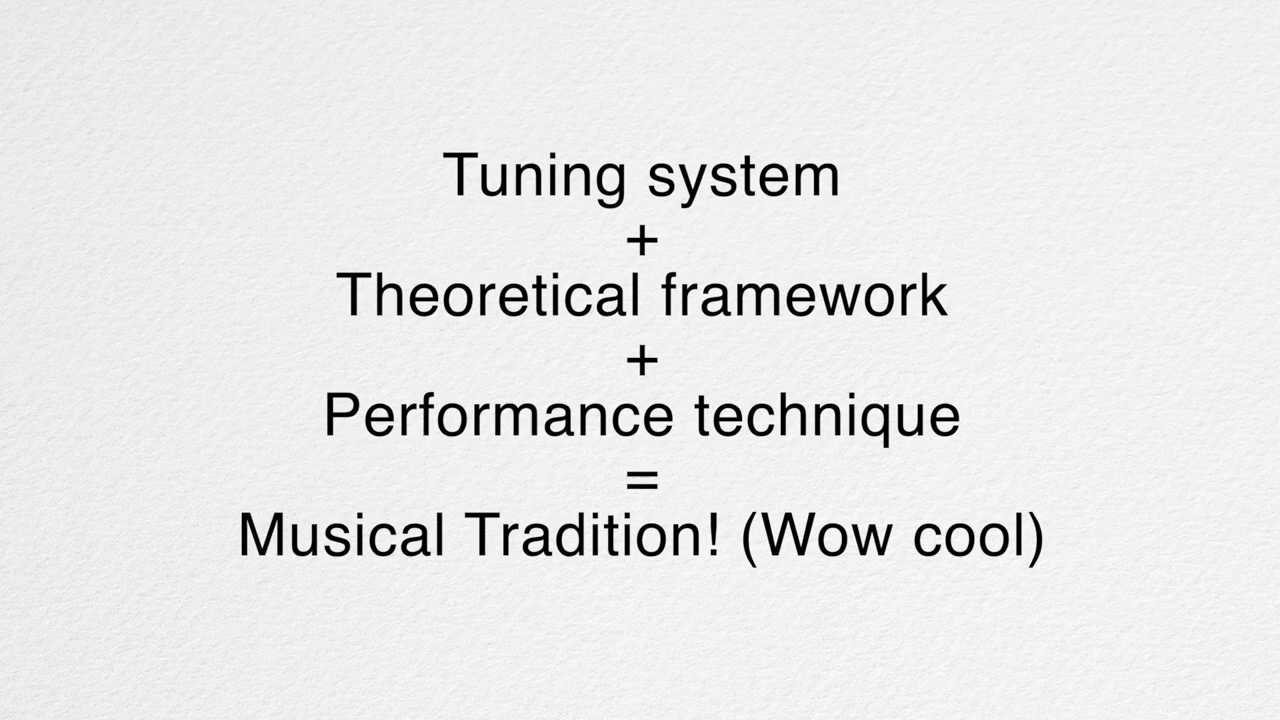 Tuning system
+
Theoretical framework
+
Performance technique
=
Musical Tradition! (Wow cool)